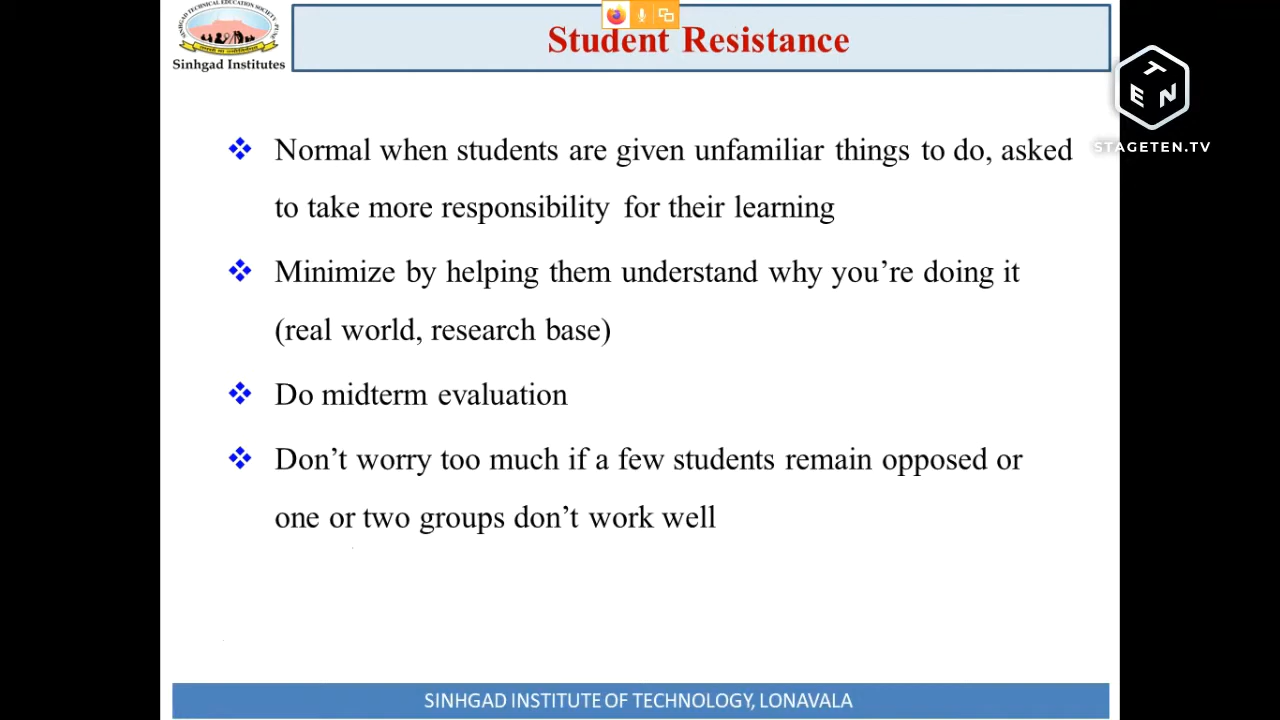 Student Resistance
Sinhgad Institutes
T
E N
STAGETEN.TV
Normal when students are given unfamiliar things to do, asked
to take more responsibility for their learning
Minimize by helping them understand why you're doing it
(real world, research base)
Do midterm evaluation
Don't worry too much if a few students remain opposed or
one or two groups don't work well
SINHGAD INSTITUTE OF TECHNOLOGY, LONAVALA